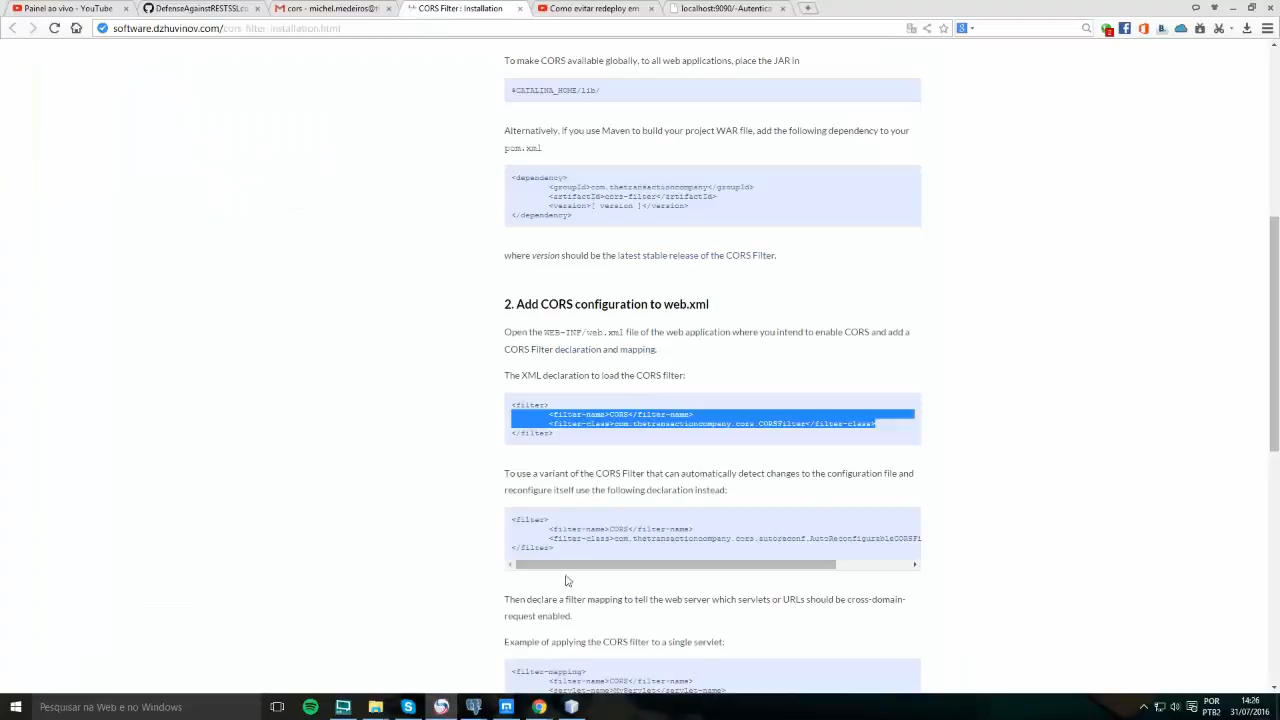 Painel ao vivo - YouTube
DefenseAgainstRESTSSLco
cors - michel.medeiros@
CORS Filter : Installation
Como evitar redeploy em
localhost:9090/-Autentica
software.dzhuvinov.com/cors-filter-installation.html
To make CORS available globally, to all web applications, place the JAR in
$CATALINA_HOME/lib/
Alternatively, if you use Maven to build your project WAR file, add the following dependency to your
pom.xml
<dependency>
<groupId>com.thetransactioncompany</groupId>
<artifactId>cors-filter</artifactId>
<version>[ version ]</version>
</dependency>
where version should be the latest stable release of the CORS Filter.
2. Add CORS configuration to web.xml
Open the WEB-INF/web.xml file of the web application where you intend to enable CORS and add a
CORS Filter declaration and mapping.
The XML declaration to load the CORS filter:
<filter>
<filter-name>CORS</filter-name>
<filter-class>com.thetransactioncompany.cors.CORSFilter</filter-class>
</filter>
To use a variant of the CORS Filter that can automatically detect changes to the configuration file and
reconfigure itself use the following declaration instead:
<filter>
<filter-name>CORS</filter-name>
<filter-class>com.thetransactioncompany.cors.autoreconf.AutoReconfigurableCORSFi
</filter>
Then declare a filter mapping to tell the web server which servlets or URLs should be cross-domain-
request enabled.
Example of applying the CORS filter to a single servlet:
<filter-mapping>
<filter-name>CORS</filter-name>
<servlet-name>MyServlet</servlet-name>
Pesquisar na Web e no Windows
POR
PTB2
14:26
31/07/2016